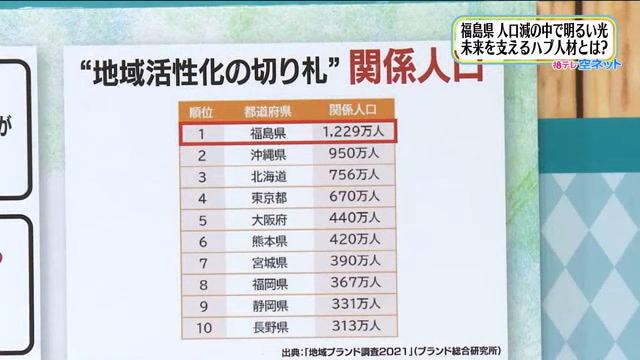 福島県 人口減の中で明るい光
未来を支えるハブ人材とは?
空ネット
“地域活性化の切り札” 関係人口
順位 都道府県 関係人口
1 福島県 1,229万人
2 沖縄県 950万人
3 北海道 756万人
4 東京都 670万人
5 大阪府 440万人
6 熊本県 420万人
7 宮城県 390万人
8 福岡県 367万人
9 静岡県 331万人
10 長野県 313万人
出典:「地域ブランド調査2021」(ブランド総合研究所)
が